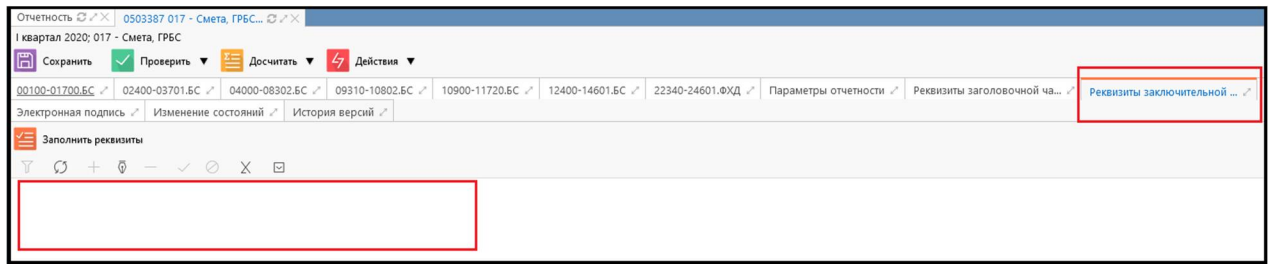 Отчетность 0503387 017 - Смета, ГРБС...
I квартал 2020; 017 - Смета, ГРБС
Сохранить Проверить ▼ Досчитать ▼ Действия ▼
00100-01700.БС 02400-03701.БС 04000-08302.БС 09310-10802.БС 10900-11720.БС 12400-14601.БС 22340-24601.ФХД Параметры отчетности Реквизиты заголовочной ча... Реквизиты заключительной ...
Электронная подпись Изменение состояний История версий
Заполнить реквизиты